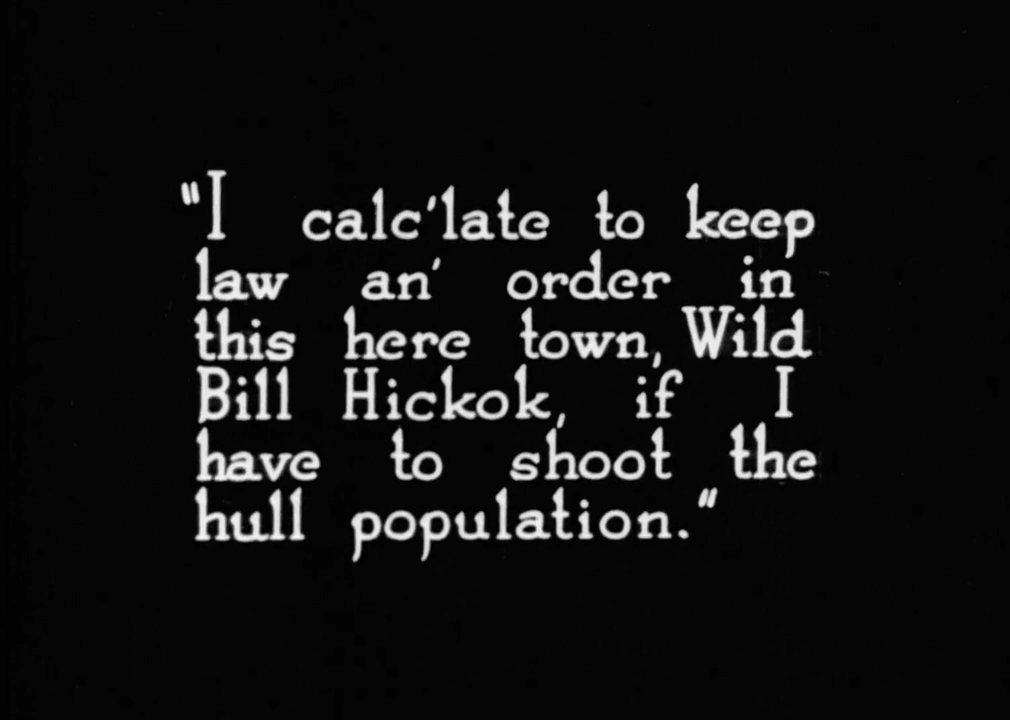 "I calc'late to keep
law an' order in
this here town, Wild
Bill Hickok, if I
have to shoot the
hull population."